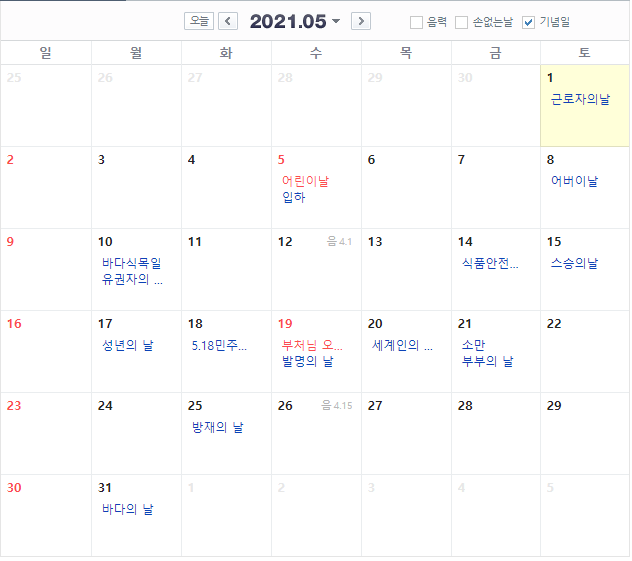 오늘 2021.05 음력 손없는날 기념일
일 월 화 수 목 금 토
25 26 27 28 29 30 1
근로자의날
2 3 4 5 6 7 8
어린이날 어버이날
입하
9 10 11 12 음 4.1 13 14 15
바다식목일 식품안전... 스승의날
유권자의 ...
16 17 18 19 20 21 22
성년의 날 5.18민주... 부처님 오... 세계인의 ... 소만
발명의 날 부부의 날
23 24 25 26 음 4.15 27 28 29
방재의 날
30 31 1 2 3 4 5
바다의 날